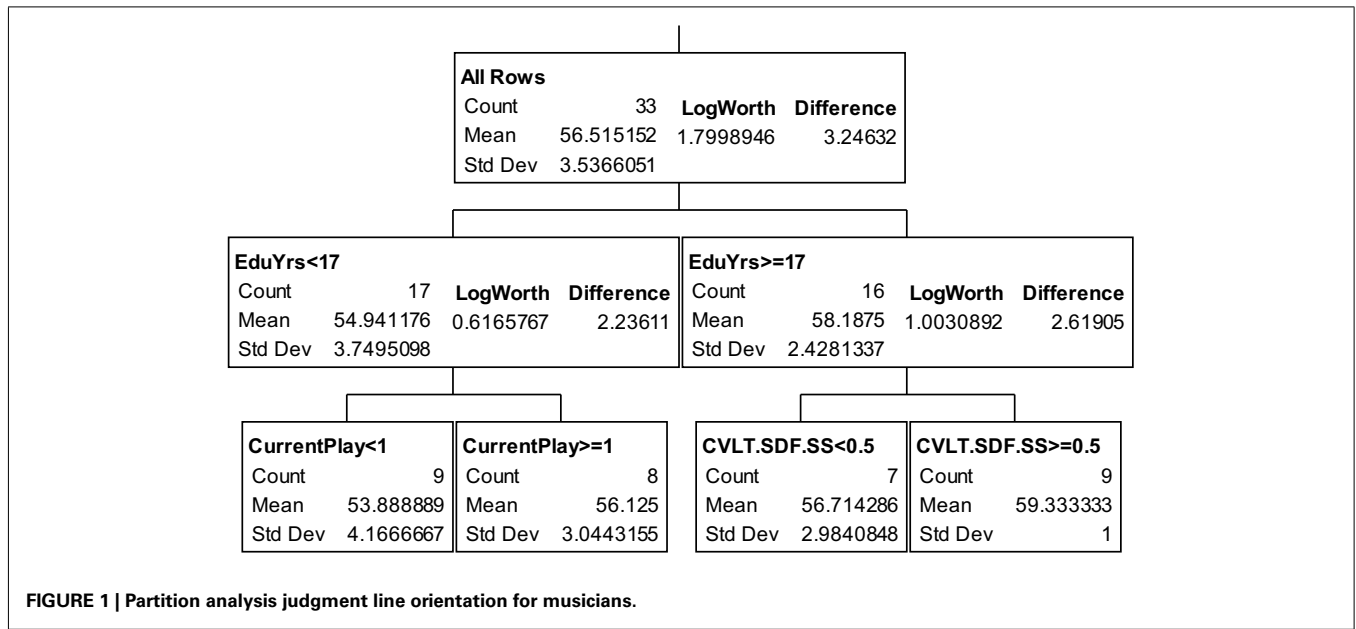 All Rows
Count 33 LogWorth Difference
Mean 56.515152 1.7998946 3.24632
Std Dev 3.5366051
EduYrs<17
Count 17 LogWorth Difference
Mean 54.941176 0.6165767 2.23611
Std Dev 3.7495098
EduYrs>=17
Count 16 LogWorth Difference
Mean 58.1875 1.0030892 2.61905
Std Dev 2.4281337
CurrentPlay<1
Count 9
Mean 53.888889
Std Dev 4.1666667
CurrentPlay>=1
Count 8
Mean 56.125
Std Dev 3.0443155
CVLT.SDF.SS<0.5
Count 7
Mean 56.714286
Std Dev 2.9840848
CVLT.SDF.SS>=0.5
Count 9
Mean 59.333333
Std Dev 1
FIGURE 1 | Partition analysis judgment line orientation for musicians.